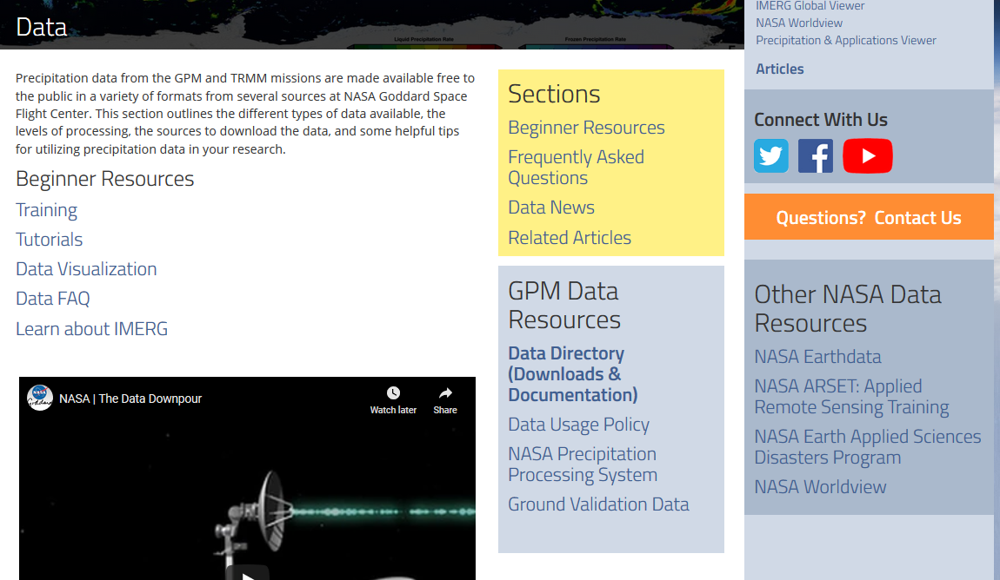 Data
Liquid Precipitation Rate
Frozen Precipitation Rate
Precipitation data from the GPM and TRMM missions are made available free to
the public in a variety of formats from several sources at NASA Goddard Space
Flight Center. This section outlines the different types of data available, the
levels of processing, the sources to download the data, and some helpful tips
for utilizing precipitation data in your research.
Beginner Resources
Training
Tutorials
Data Visualization
Data FAQ
Learn about IMERG
NASA
Goddard
NASA | The Data Downpour
Watch later
Share
Sections
Beginner Resources
Frequently Asked
Questions
Data News
Related Articles
GPM Data
Resources
Data Directory
(Downloads &
Documentation)
Data Usage Policy
NASA Precipitation
Processing System
Ground Validation Data
IMERG Global Viewer
NASA Worldview
Precipitation & Applications Viewer
Articles
Connect With Us
Questions?  Contact Us
Other NASA Data
Resources
NASA Earthdata
NASA ARSET: Applied
Remote Sensing Training
NASA Earth Applied Sciences
Disasters Program
NASA Worldview